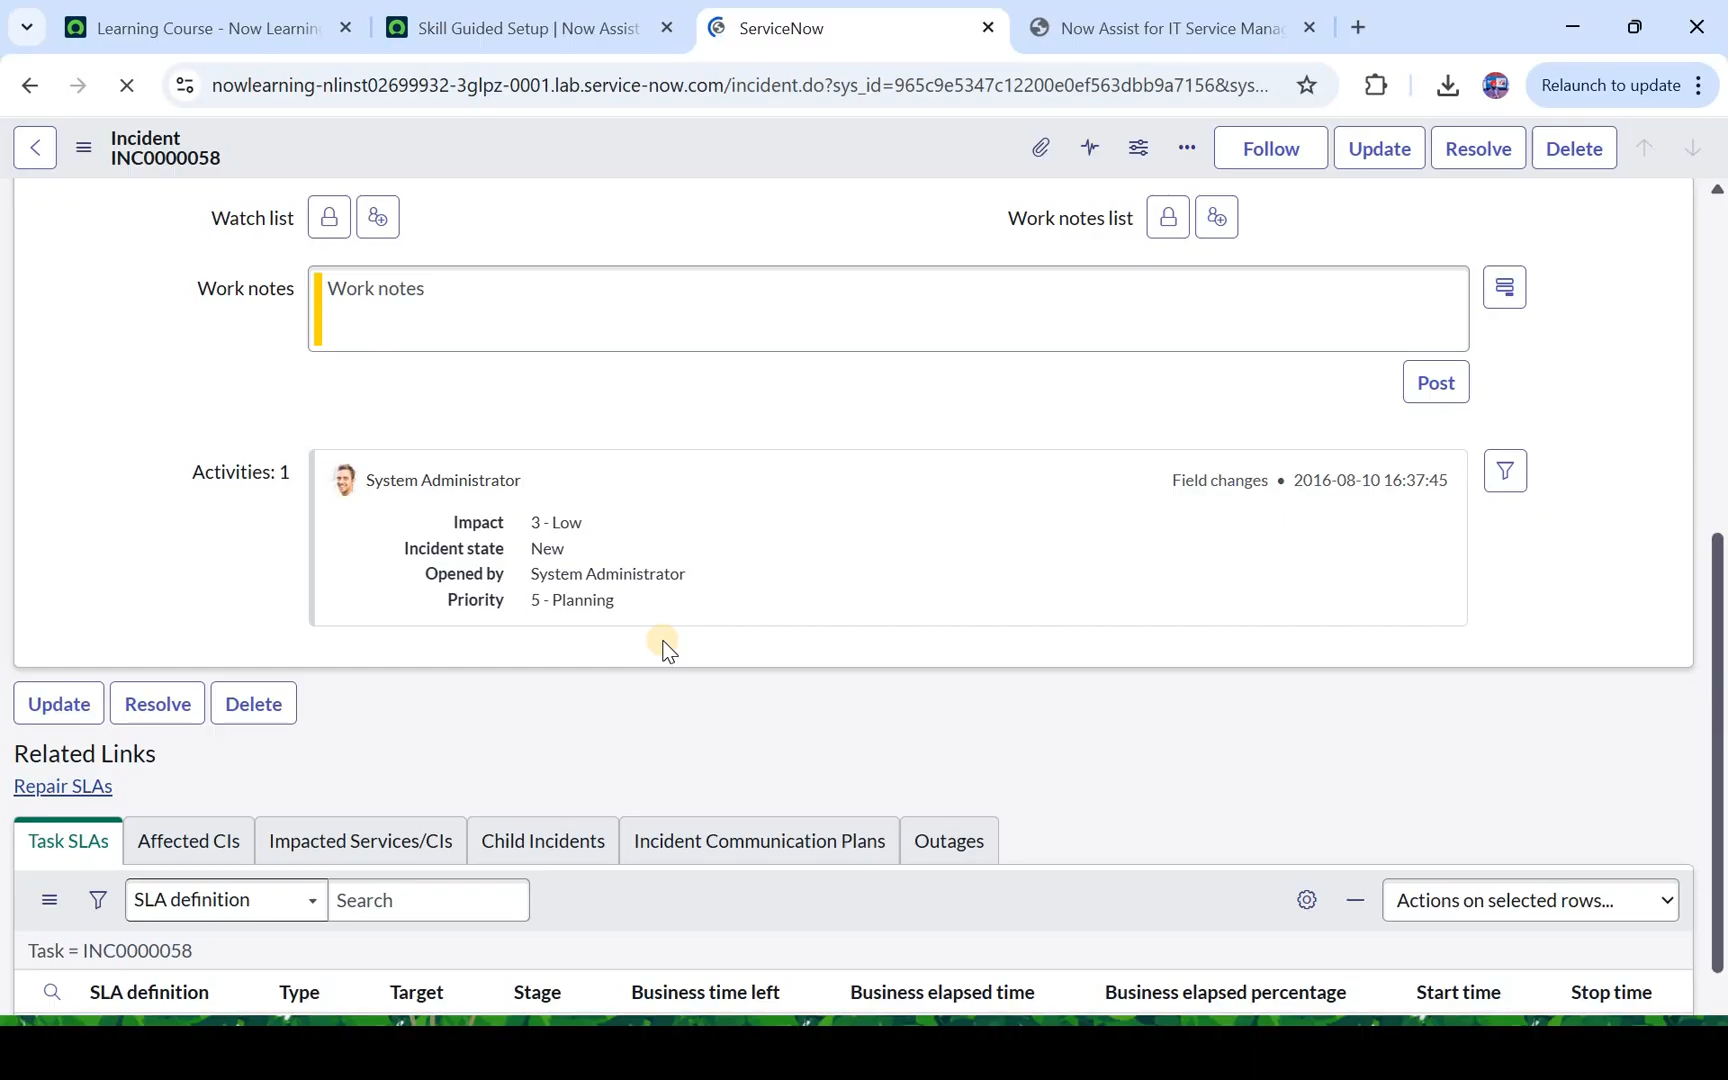 Learning Course - Now Learnin
Skill Guided Setup | Now Assist
ServiceNow
Now Assist for IT Service Mana
nowlearning-nlinst02699932-3glpz-0001.lab.service-now.com/incident.do?sys_id=965c9e5347c12200e0ef563dbb9a7156&sys...
Relaunch to update
Incident
INC0000058
Follow
Update
Resolve
Delete
Watch list
Work notes list
Work notes
Work notes
Post
Activities: 1
System Administrator
Field changes • 2016-08-10 16:37:45
Impact 3 - Low
Incident state New
Opened by System Administrator
Priority 5 - Planning
Update
Resolve
Delete
Related Links
Repair SLAs
Task SLAs
Affected CIs
Impacted Services/CIs
Child Incidents
Incident Communication Plans
Outages
SLA definition
Search
Actions on selected rows...
Task = INC0000058
SLA definition
Type
Target
Stage
Business time left
Business elapsed time
Business elapsed percentage
Start time
Stop time